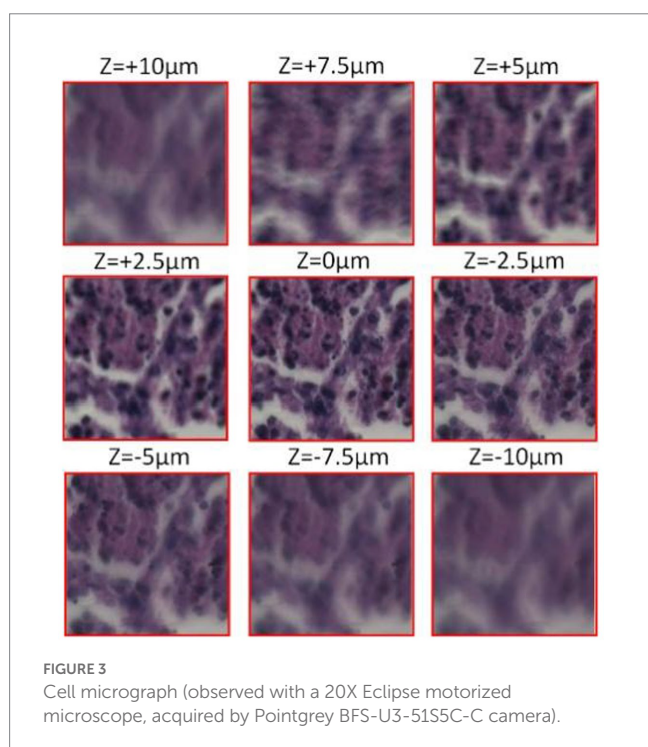 Z=+10μm Z=+7.5μm Z=+5μm
Z=+2.5μm Z=0μm Z=-2.5μm
Z=-5μm Z=-7.5μm Z=-10μm
FIGURE 3
Cell micrograph (observed with a 20X Eclipse motorized
microscope, acquired by Pointgrey BFS-U3-51S5C-C camera).